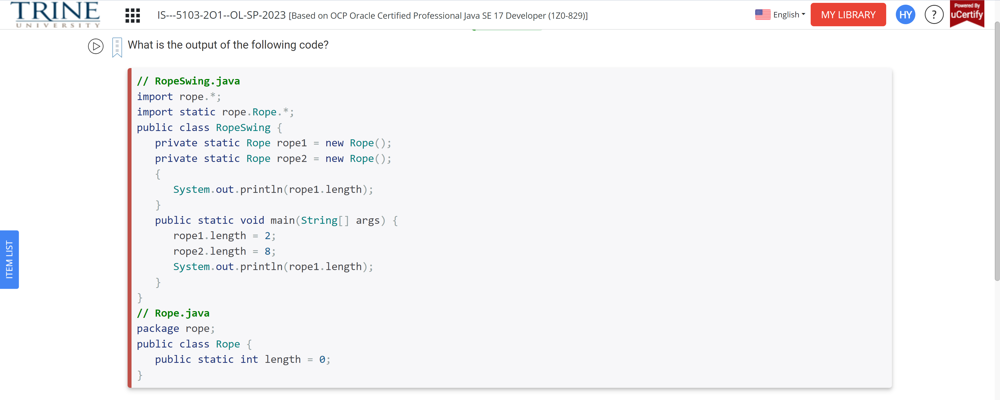 TRINE
UNIVERSITY
IS---5103-2O1--OL-SP-2023 [Based on OCP Oracle Certified Professional Java SE 17 Developer (1Z0-829)]
English
MY LIBRARY
HY
?
Powered By
uCertify
What is the output of the following code?
// RopeSwing.java
import rope.*;
import static rope.Rope.*;
public class RopeSwing {
   private static Rope rope1 = new Rope();
   private static Rope rope2 = new Rope();
   {
      System.out.println(rope1.length);
   }
   public static void main(String[] args) {
      rope1.length = 2;
      rope2.length = 8;
      System.out.println(rope1.length);
   }
}
// Rope.java
package rope;
public class Rope {
   public static int length = 0;
}
ITEM LIST